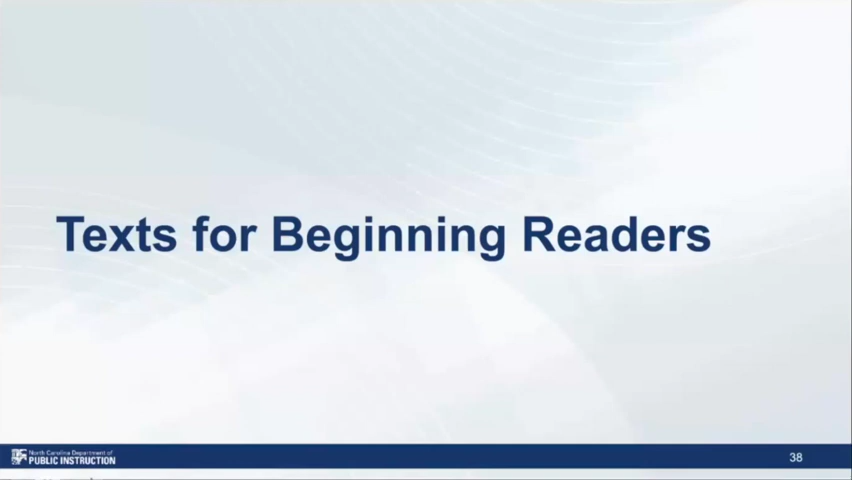 Texts for Beginning Readers
North Carolina Department of
PUBLIC INSTRUCTION
38